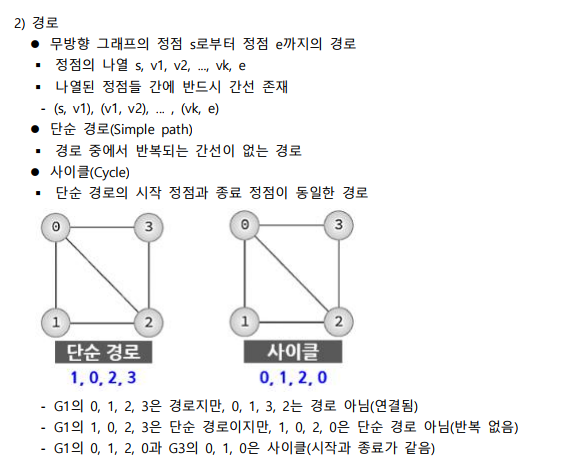 2) 경로
● 무방향 그래프의 정점 s로부터 정점 e까지의 경로
▪ 정점의 나열 s, v1, v2, ..., vk, e
▪ 나열된 정점들 간에 반드시 간선 존재
- (s, v1), (v1, v2), ... , (vk, e)
● 단순 경로(Simple path)
▪ 경로 중에서 반복되는 간선이 없는 경로
● 사이클(Cycle)
▪ 단순 경로의 시작 정점과 종료 정점이 동일한 경로
0 3 0 3
1 2 1 2
단순 경로 사이클
1, 0, 2, 3 0, 1, 2, 0
- G1의 0, 1, 2, 3은 경로지만, 0, 1, 3, 2는 경로 아님(연결됨)
- G1의 1, 0, 2, 3은 단순 경로이지만, 1, 0, 2, 0은 단순 경로 아님(반복 없음)
- G1의 0, 1, 2, 0과 G3의 0, 1, 0은 사이클(시작과 종료가 같음)